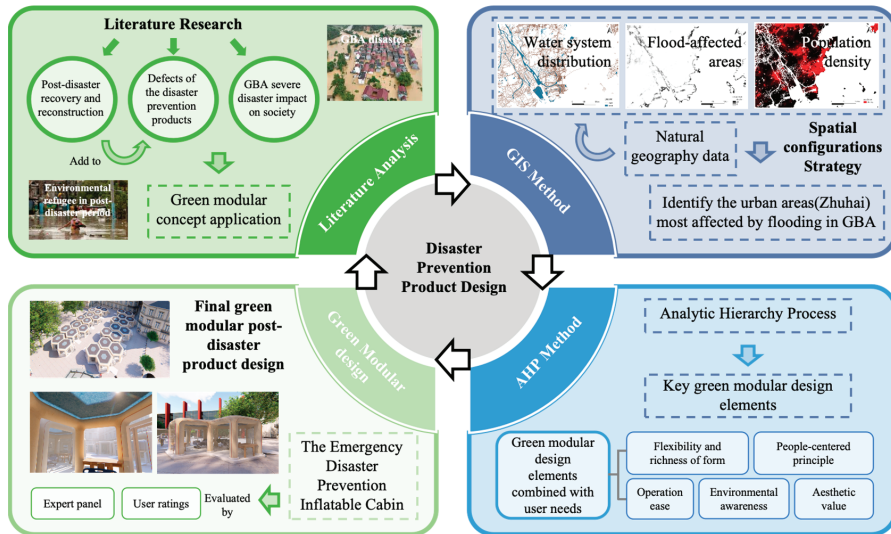 Literature Research
Post-disaster
recovery and
reconstruction
Defects of
the disaster
prevention
products
GBA severe
disaster impact
on society
GBA disaster
Add to
Environmental
refugee in post-
disaster period
Green modular
concept application
Literature Analysis
Water system
distribution
Flood-affected
areas
Population
density
Natural
geography data
Spatial
configurations
Strategy
Identify the urban areas(Zhuhai)
most affected by flooding in GBA
GIS Method
Disaster
Prevention
Product Design
Final green
modular post-
disaster
product design
The Emergency
Disaster
Prevention
Inflatable Cabin
Expert panel
User ratings
Evaluated
by
Green Modular
design
AHP Method
Analytic Hierarchy Process
Key green modular design
elements
Green modular
design
elements
combined with
user needs
Flexibility and
richness of form
People-centered
principle
Operation
ease
Environmental
awareness
Aesthetic
value